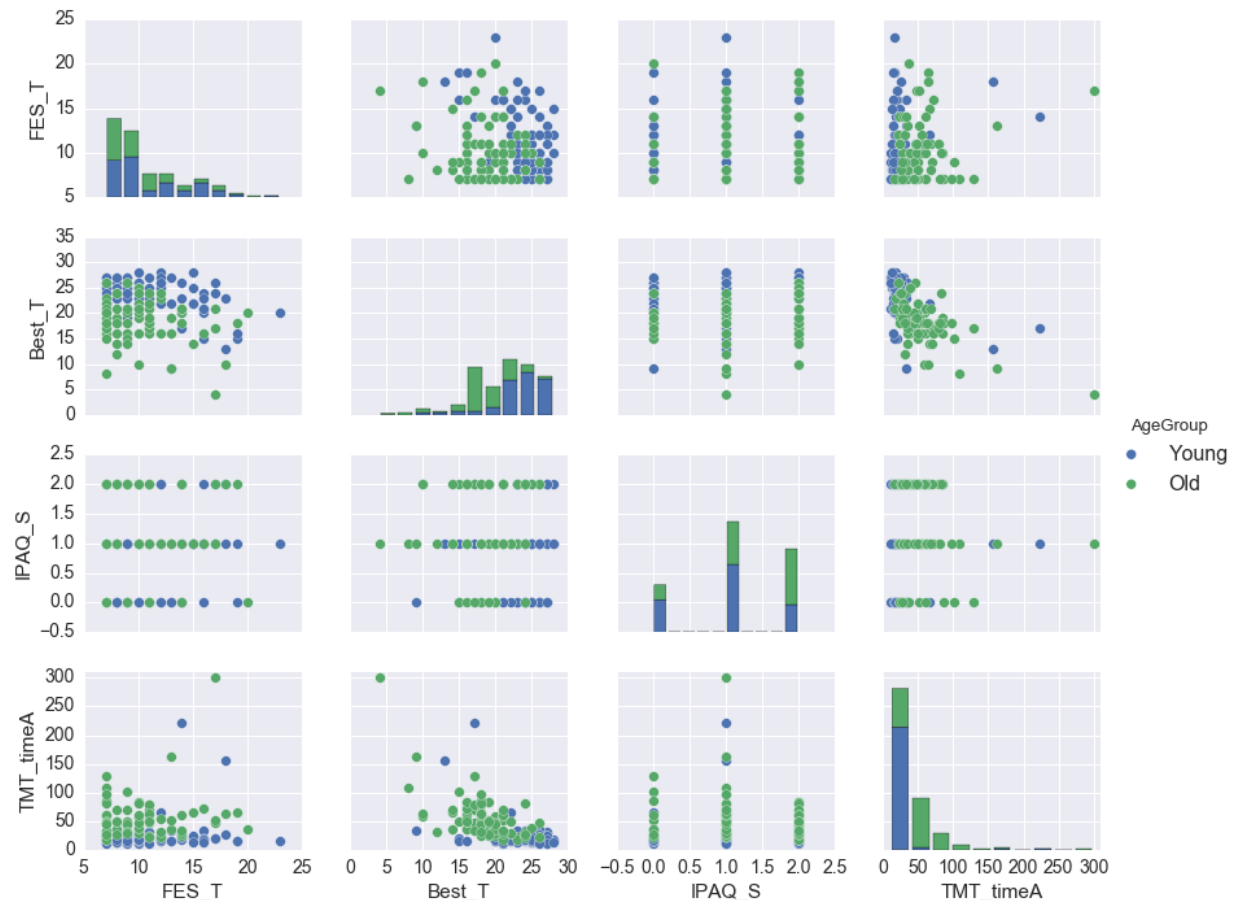 25
20
15
10
5
FES_T
35
30
25
20
15
10
5
0
Best_T
AgeGroup
Young
Old
2.5
2.0
1.5
1.0
0.5
0.0
−0.5
IPAQ_S
300
250
200
150
100
50
0
TMT_timeA
5 10 15 20 25
0 5 10 15 20 25 30
−0.5 0.0 0.5 1.0 1.5 2.0 2.5
0 50 100 150 200 250 300
FES_T Best_T IPAQ_S TMT_timeA